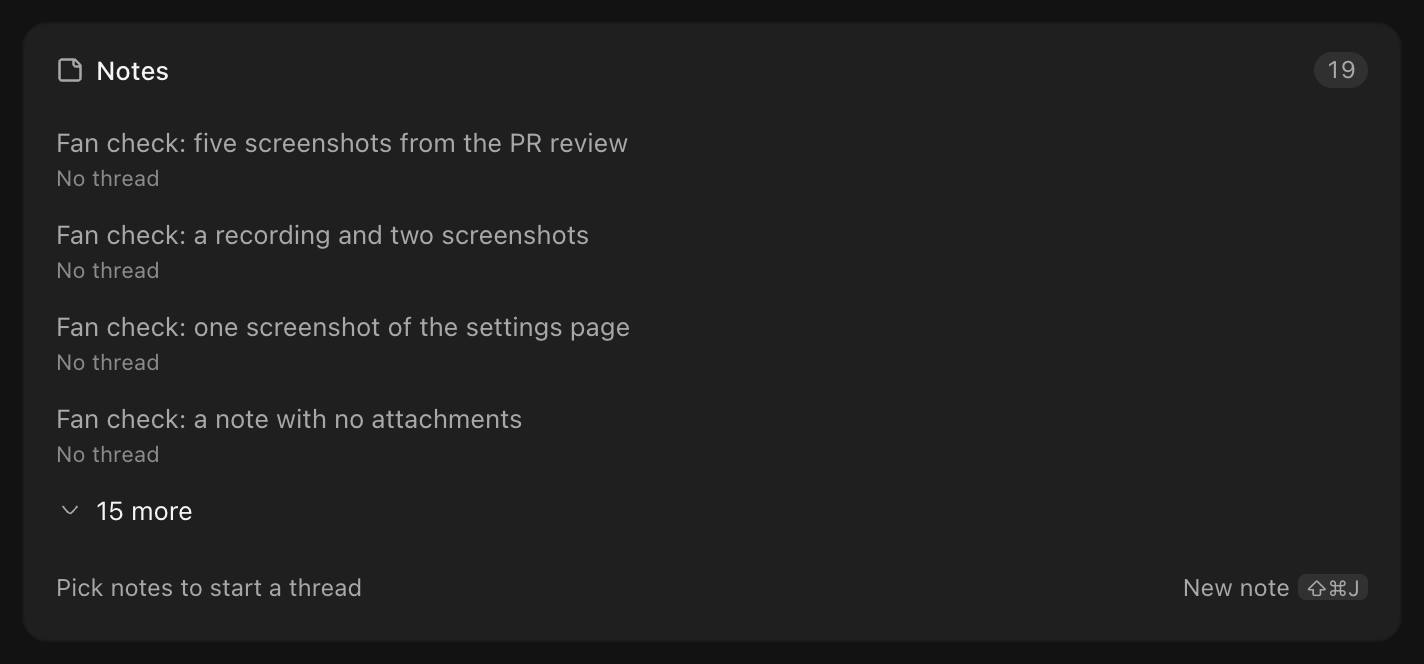 Notes
19
Fan check: five screenshots from the PR review
No thread
Fan check: a recording and two screenshots
No thread
Fan check: one screenshot of the settings page
No thread
Fan check: a note with no attachments
No thread
15 more
Pick notes to start a thread
New note ⇧⌘J